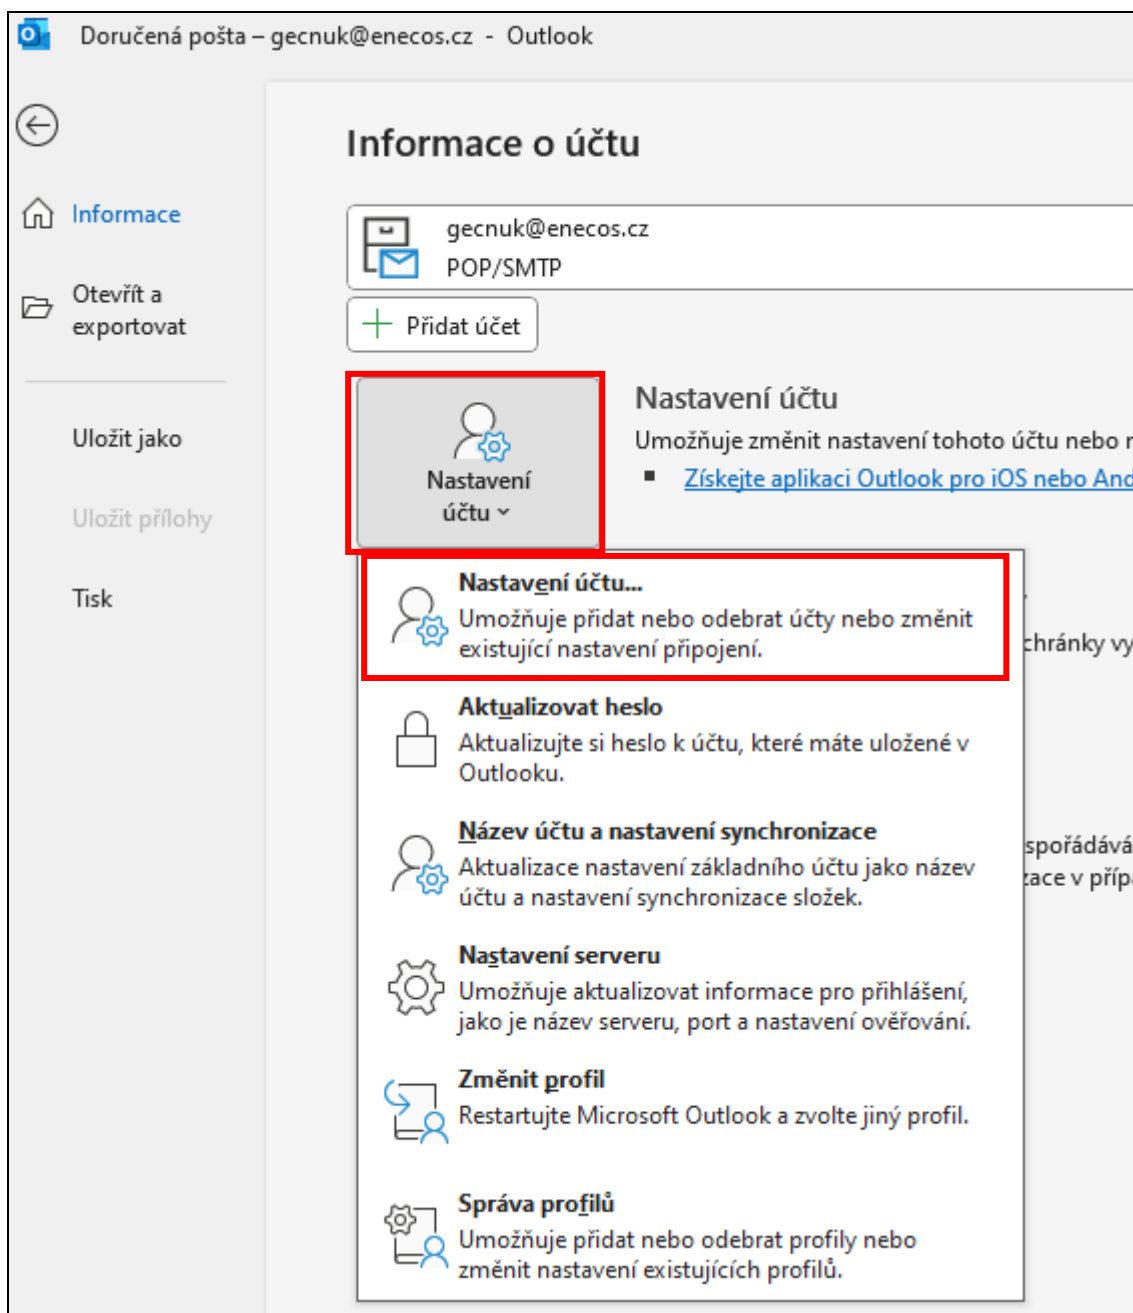 Doručená pošta – gecnuk@enecos.cz - Outlook
Informace o účtu
Informace
gecnuk@enecos.cz
POP/SMTP
Otevřít a
exportovat
Přidat účet
Nastavení účtu
Umožňuje změnit nastavení tohoto účtu nebo
Získejte aplikaci Outlook pro iOS nebo
Uložit jako
Nastavení
účtu
Uložit přílohy
Tisk
Nastavení účtu...
Umožňuje přidat nebo odebrat účty nebo změnit
existující nastavení připojení.
Aktualizovat heslo
Aktualizujte si heslo k účtu, které máte uložené v
Outlooku.
Název účtu a nastavení synchronizace
Aktualizace nastavení základního účtu jako název
účtu a nastavení synchronizace složek.
Nastavení serveru
Umožňuje aktualizovat informace pro přihlášení,
jako je název serveru, port a nastavení ověřování.
Změnit profil
Restartujte Microsoft Outlook a zvolte jiný profil.
Správa profilů
Umožňuje přidat nebo odebrat profily nebo
změnit nastavení existujících profilů.
chránky vy
spořádává
zace v příp